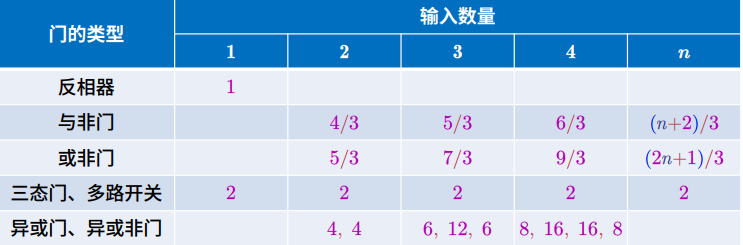 门的类型 输入数量
1 2 3 4 n
反相器 1
与非门 4/3 5/3 6/3 (n+2)/3
或非门 5/3 7/3 9/3 (2n+1)/3
三态门、多路开关 2 2 2 2 2
异或门、异或非门 4, 4 6, 12, 6 8, 16, 16, 8